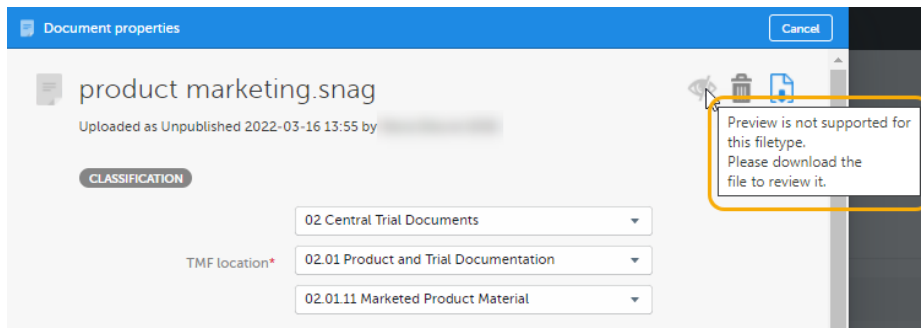 Document properties
Cancel
product marketing.snag
Uploaded as Unpublished 2022-03-16 13:55 by
Preview is not supported for
this filetype.
Please download the
file to review it.
CLASSIFICATION
02 Central Trial Documents
TMF location*
02.01 Product and Trial Documentation
02.01.11 Marketed Product Material